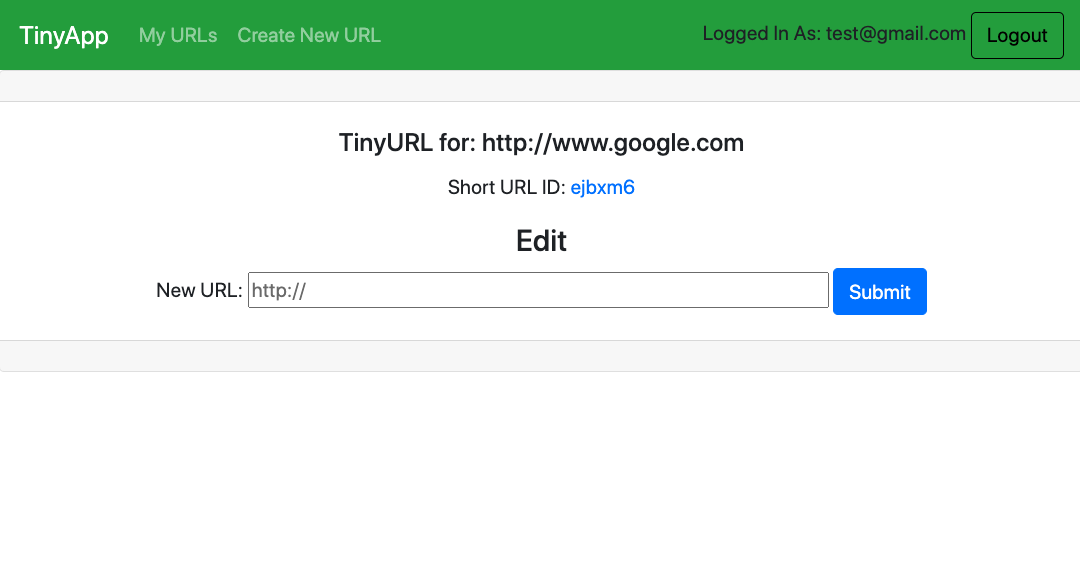 TinyApp My URLs Create New URL Logged In As: test@gmail.com Logout
TinyURL for: http://www.google.com
Short URL ID: ejbxm6
Edit
New URL: http:// Submit